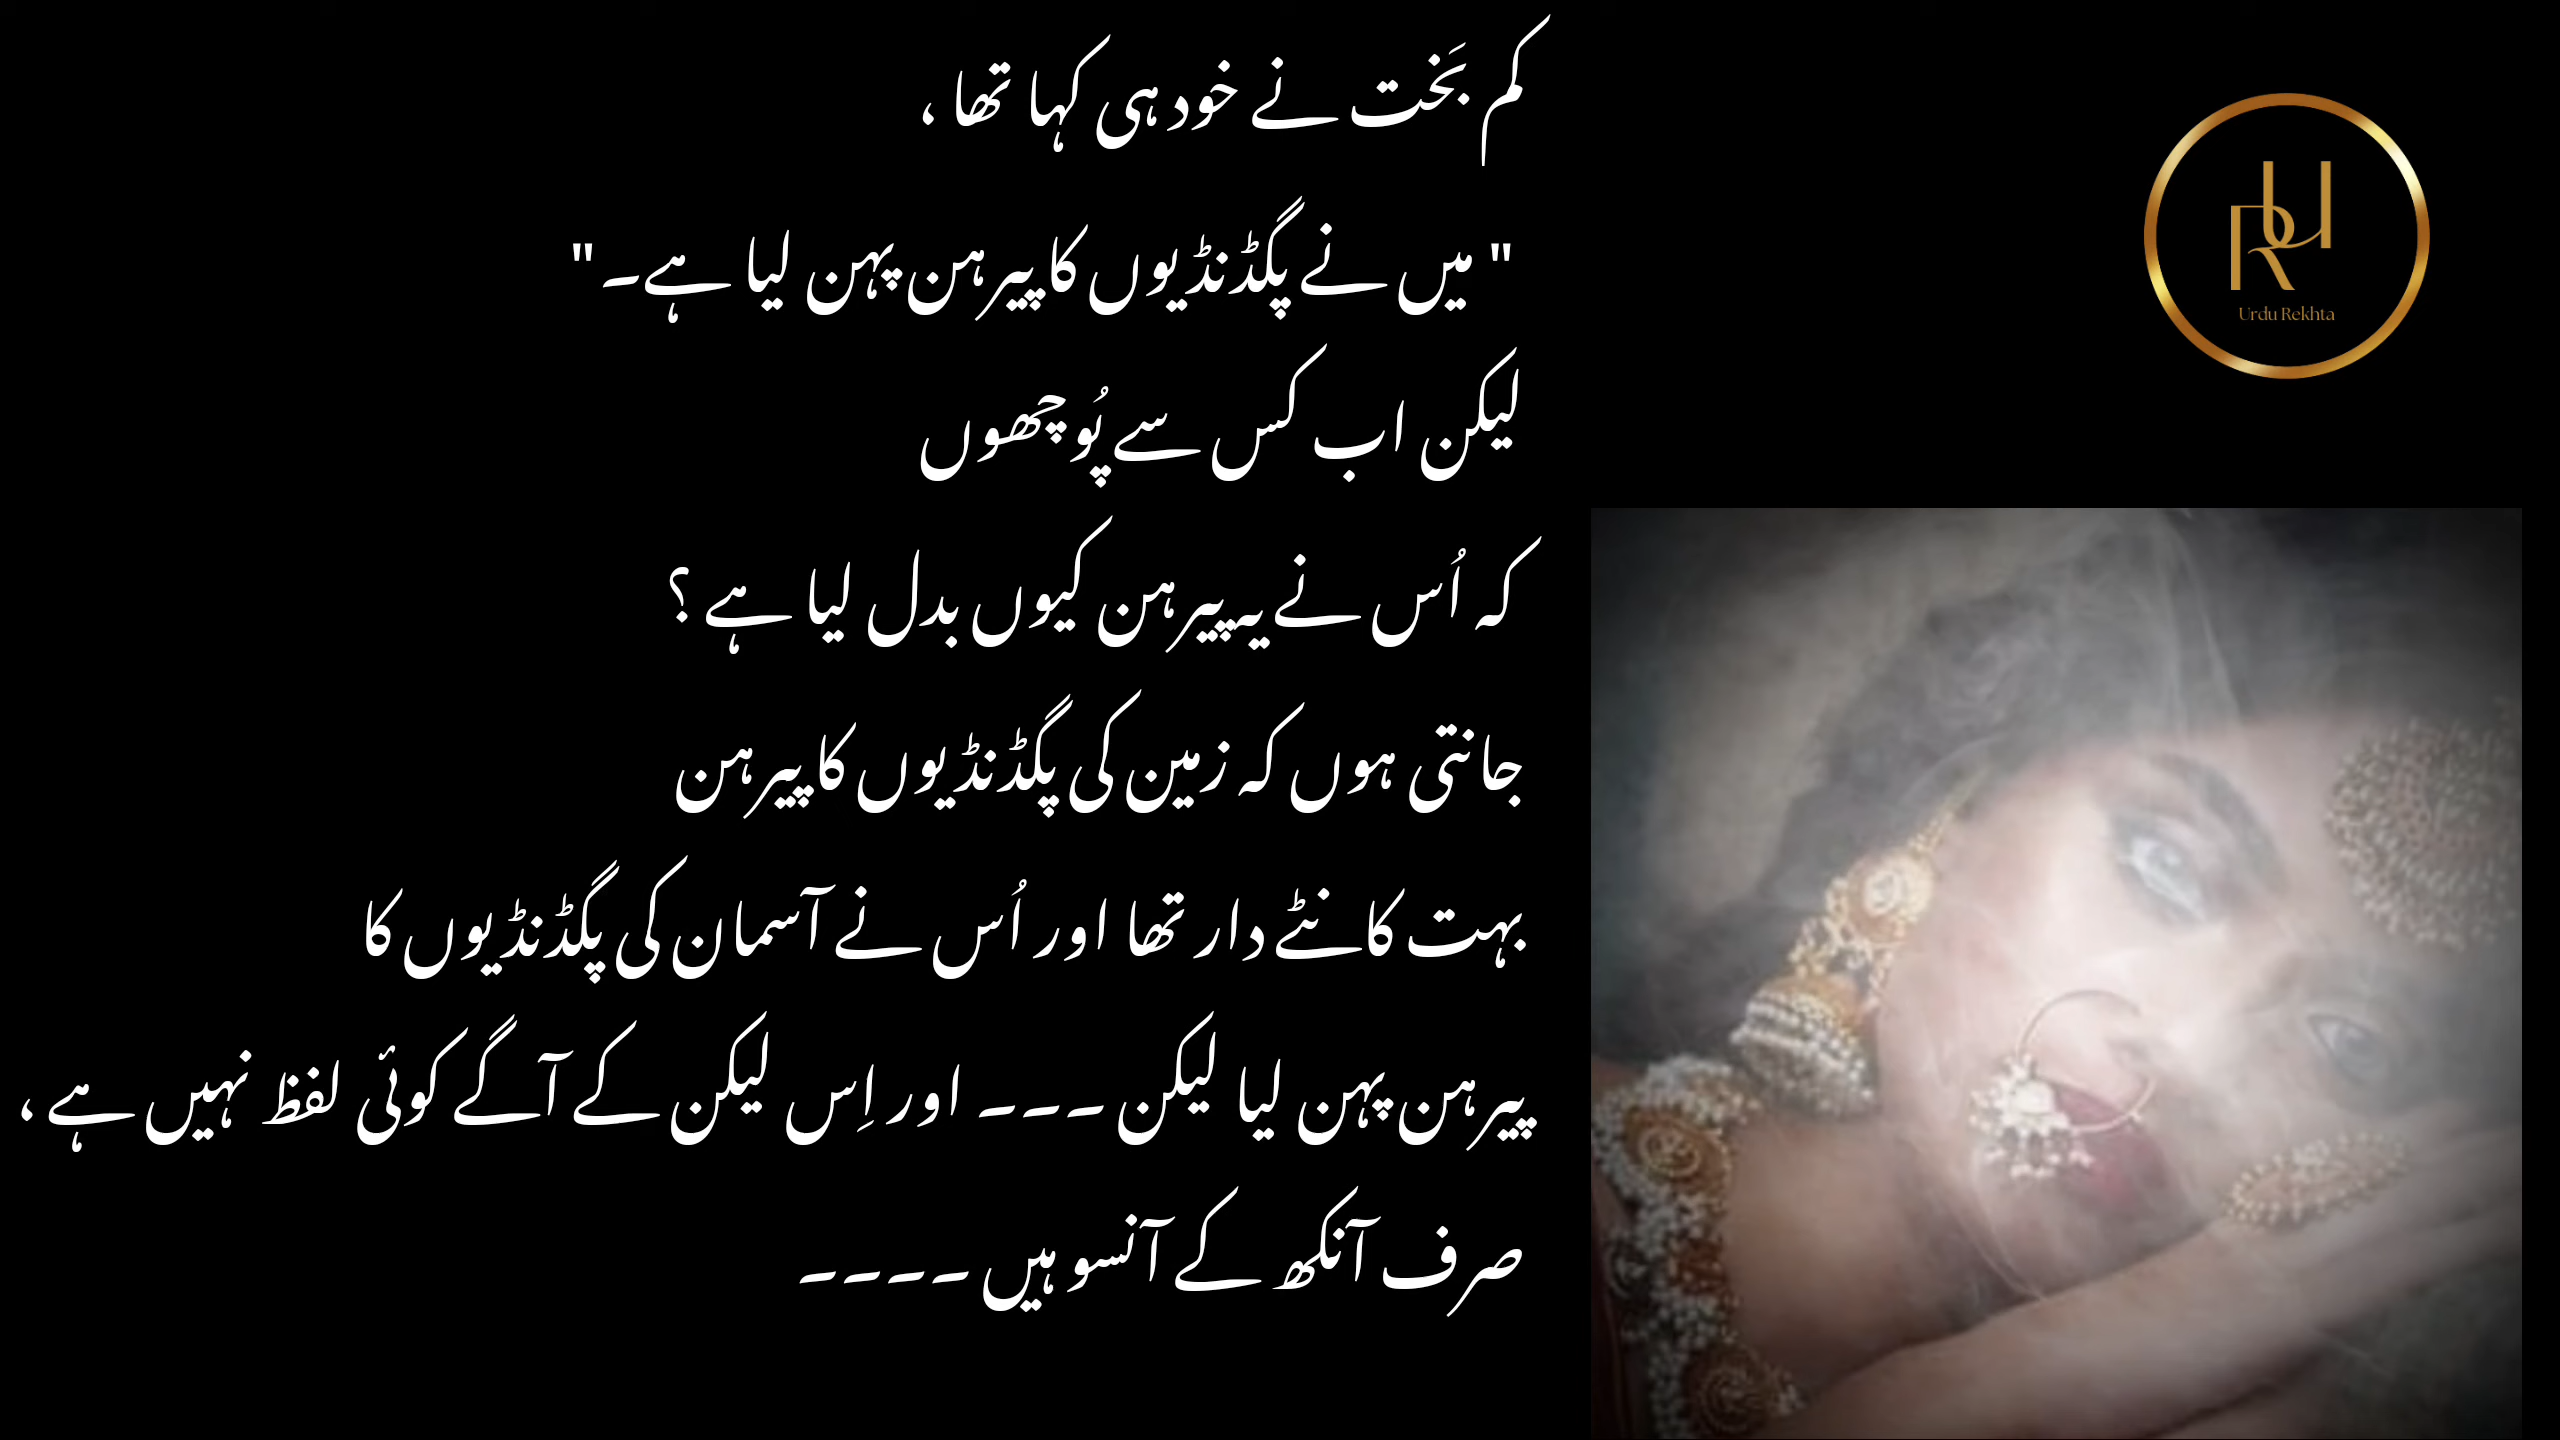 کم بَخت نے خود ہی کہا تھا ،
" میں نے پگڈنڈیوں کا پیرہن پہن لیا ہے۔"
لیکن اب کس سے پُوچھوں
کہ اُس نے یہ پیرہن کیوں بدل لیا ہے ؟
جانتی ہوں کہ زمین کی پگڈنڈیوں کا پیرہن
بہت کانٹے دار تھا اور اُس نے آسمان کی پگڈنڈیوں کا
پیرہن پہن لیا لیکن ۔۔۔ اور اِس لیکن کے آگے کوئی لفظ نہیں ہے ،
صرف آنکھ کے آنسو ہیں ۔۔۔۔
RU
Urdu Rekhta